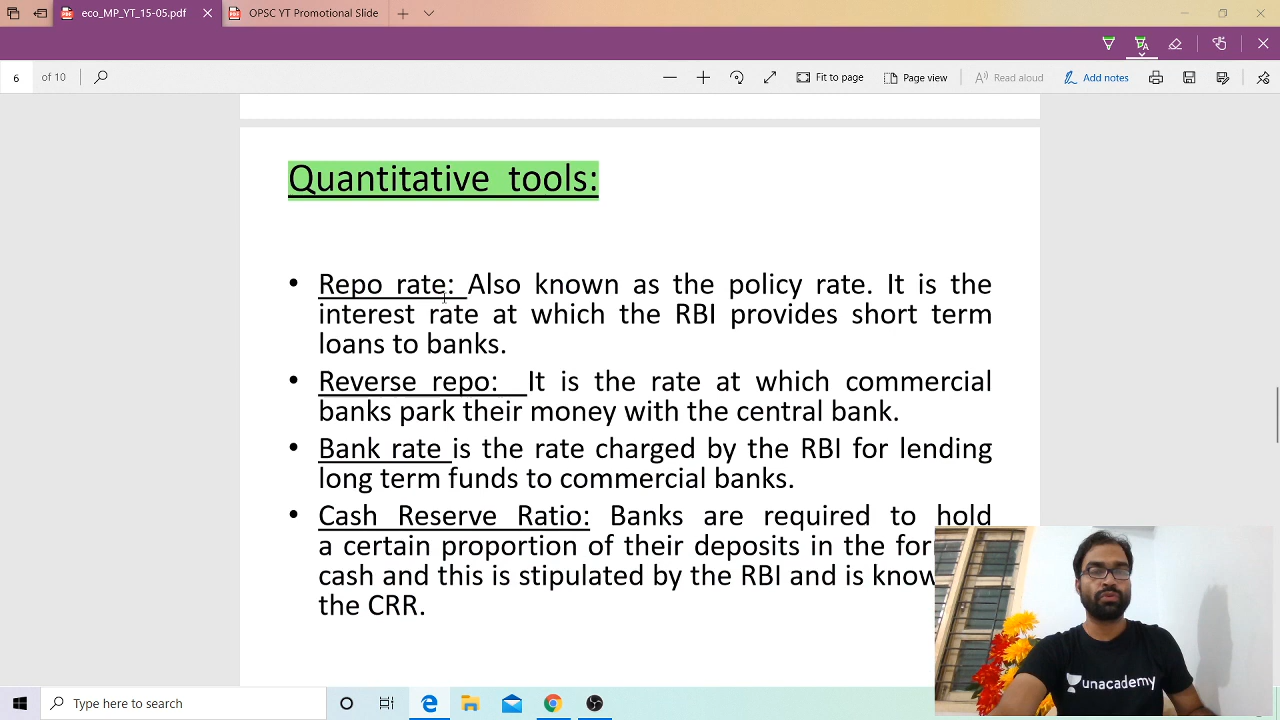 eco_MP_YT_15-05.pdf
OPSC YT Promotional Slide
6 of 10
Fit to page
Page view
Read aloud
Add notes
Quantitative tools:
• Repo rate: Also known as the policy rate. It is the
interest rate at which the RBI provides short term
loans to banks.
• Reverse repo: It is the rate at which commercial
banks park their money with the central bank.
• Bank rate is the rate charged by the RBI for lending
long term funds to commercial banks.
• Cash Reserve Ratio: Banks are required to hold
a certain proportion of their deposits in the
cash and this is stipulated by the RBI and is
the CRR.
unacademy
Type here to search